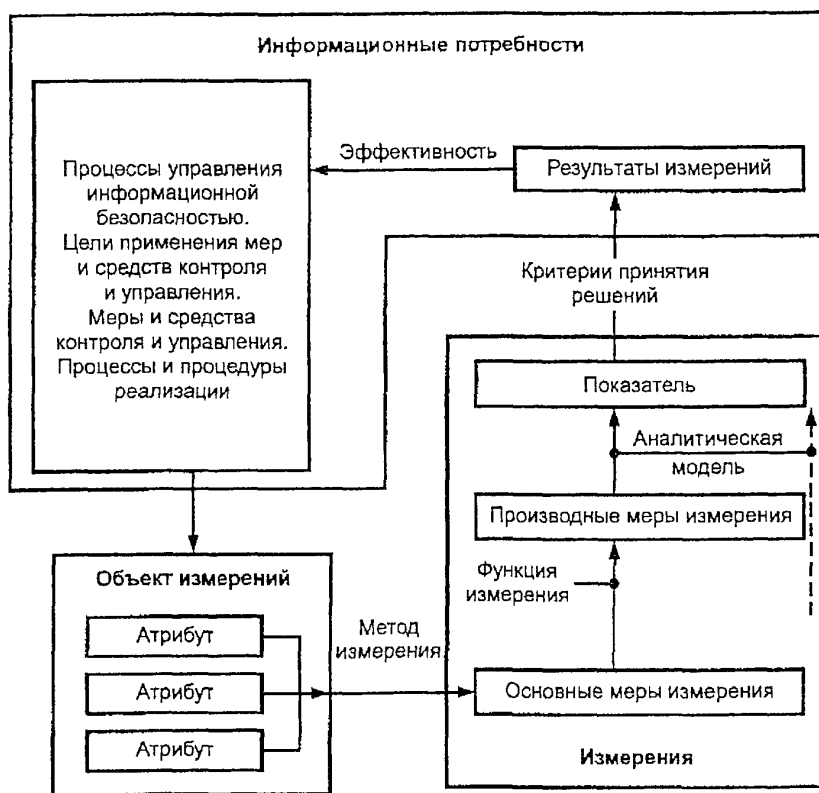 Информационные потребности
Процессы управления
информационной
безопасностью.
Цели применения мер
и средств контроля
и управления.
Меры и средства
контроля и управления.
Процессы и процедуры
реализации
Эффективность
Результаты измерений
Критерии принятия
решений
Показатель
Аналитическая
модель
Производные меры измерения
Функция
измерения
Объект измерений
Атрибут
Атрибут
Атрибут
Метод
измерения
Основные меры измерения
Измерения